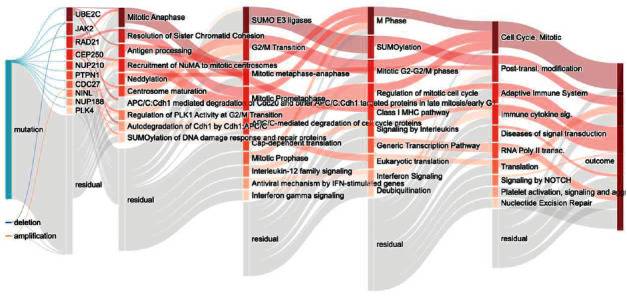 UBE2C
JAK2
RAD21
CEP250
NUP210
PTPN1
CDC27
NINL
NUP188
PLK4
mutation
residual
deletion
amplification
Mitotic Anaphase
Resolution of Sister Chromatid Cohesion
Antigen processing
Recruitment of NuMA to mitotic centrosomes
Neddylation
Centrosome maturation
APC/C:Cdh1 mediated degradation of Cdc20 and other APC/C:Cdh1 targeted proteins in late mitosis/early G
Regulation of PLK1 Activity at G2/M Transition
Autodegradation of Cdh1 by Cdh1:APC/C
SUMOylation of DNA damage response and repair proteins
residual
SUMO E3 ligases
G2/M Transition
Mitotic metaphase-anaphase
Mitotic Prometaphase
APC/C-mediated degradation of cell cycle proteins
Cap-dependent translation
Mitotic Prophase
Interleukin-12 family signaling
Antiviral mechanism by IFN-stimulated genes
Interferon gamma signaling
residual
M Phase
SUMOylation
Mitotic G2-G2/M phases
Regulation of mitotic cell cycle
Class I MHC pathway
Signaling by Interleukins
Generic Transcription Pathway
Eukaryotic translation
Interferon Signaling
Deubiquitination
residual
Cell Cycle, Mitotic
Post-transl. modification
Adaptive Immune System
Immune cytokine sig.
Diseases of signal transduction
RNA Poly II transc.
Translation
Signaling by NOTCH
Platelet activation, signaling and agg
Nucleotide Excision Repair
residual
outcome